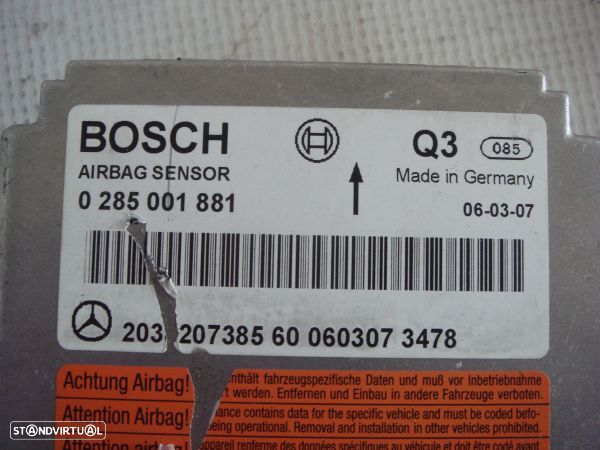 BOSCH
Q3
085
AIRBAG SENSOR
Made in Germany
0 285 001 881
06-03-07
207385 60 060307 3478
Achtung Airbag!
enthält fahrzeugspezifische Daten und muß vor Inbetriebnahme
werden. Entfernen und Einbau in andere Fahrzeuge verboten.
Attention Airbag!
contains data for the specific vehicle and must be coded befo-
operating. Removal and installation in other vehicles prohibited.
Attention airbag!
appareil renferme des données spécifiques au véhicule et doit être codé avant
STANDVIRTUAL